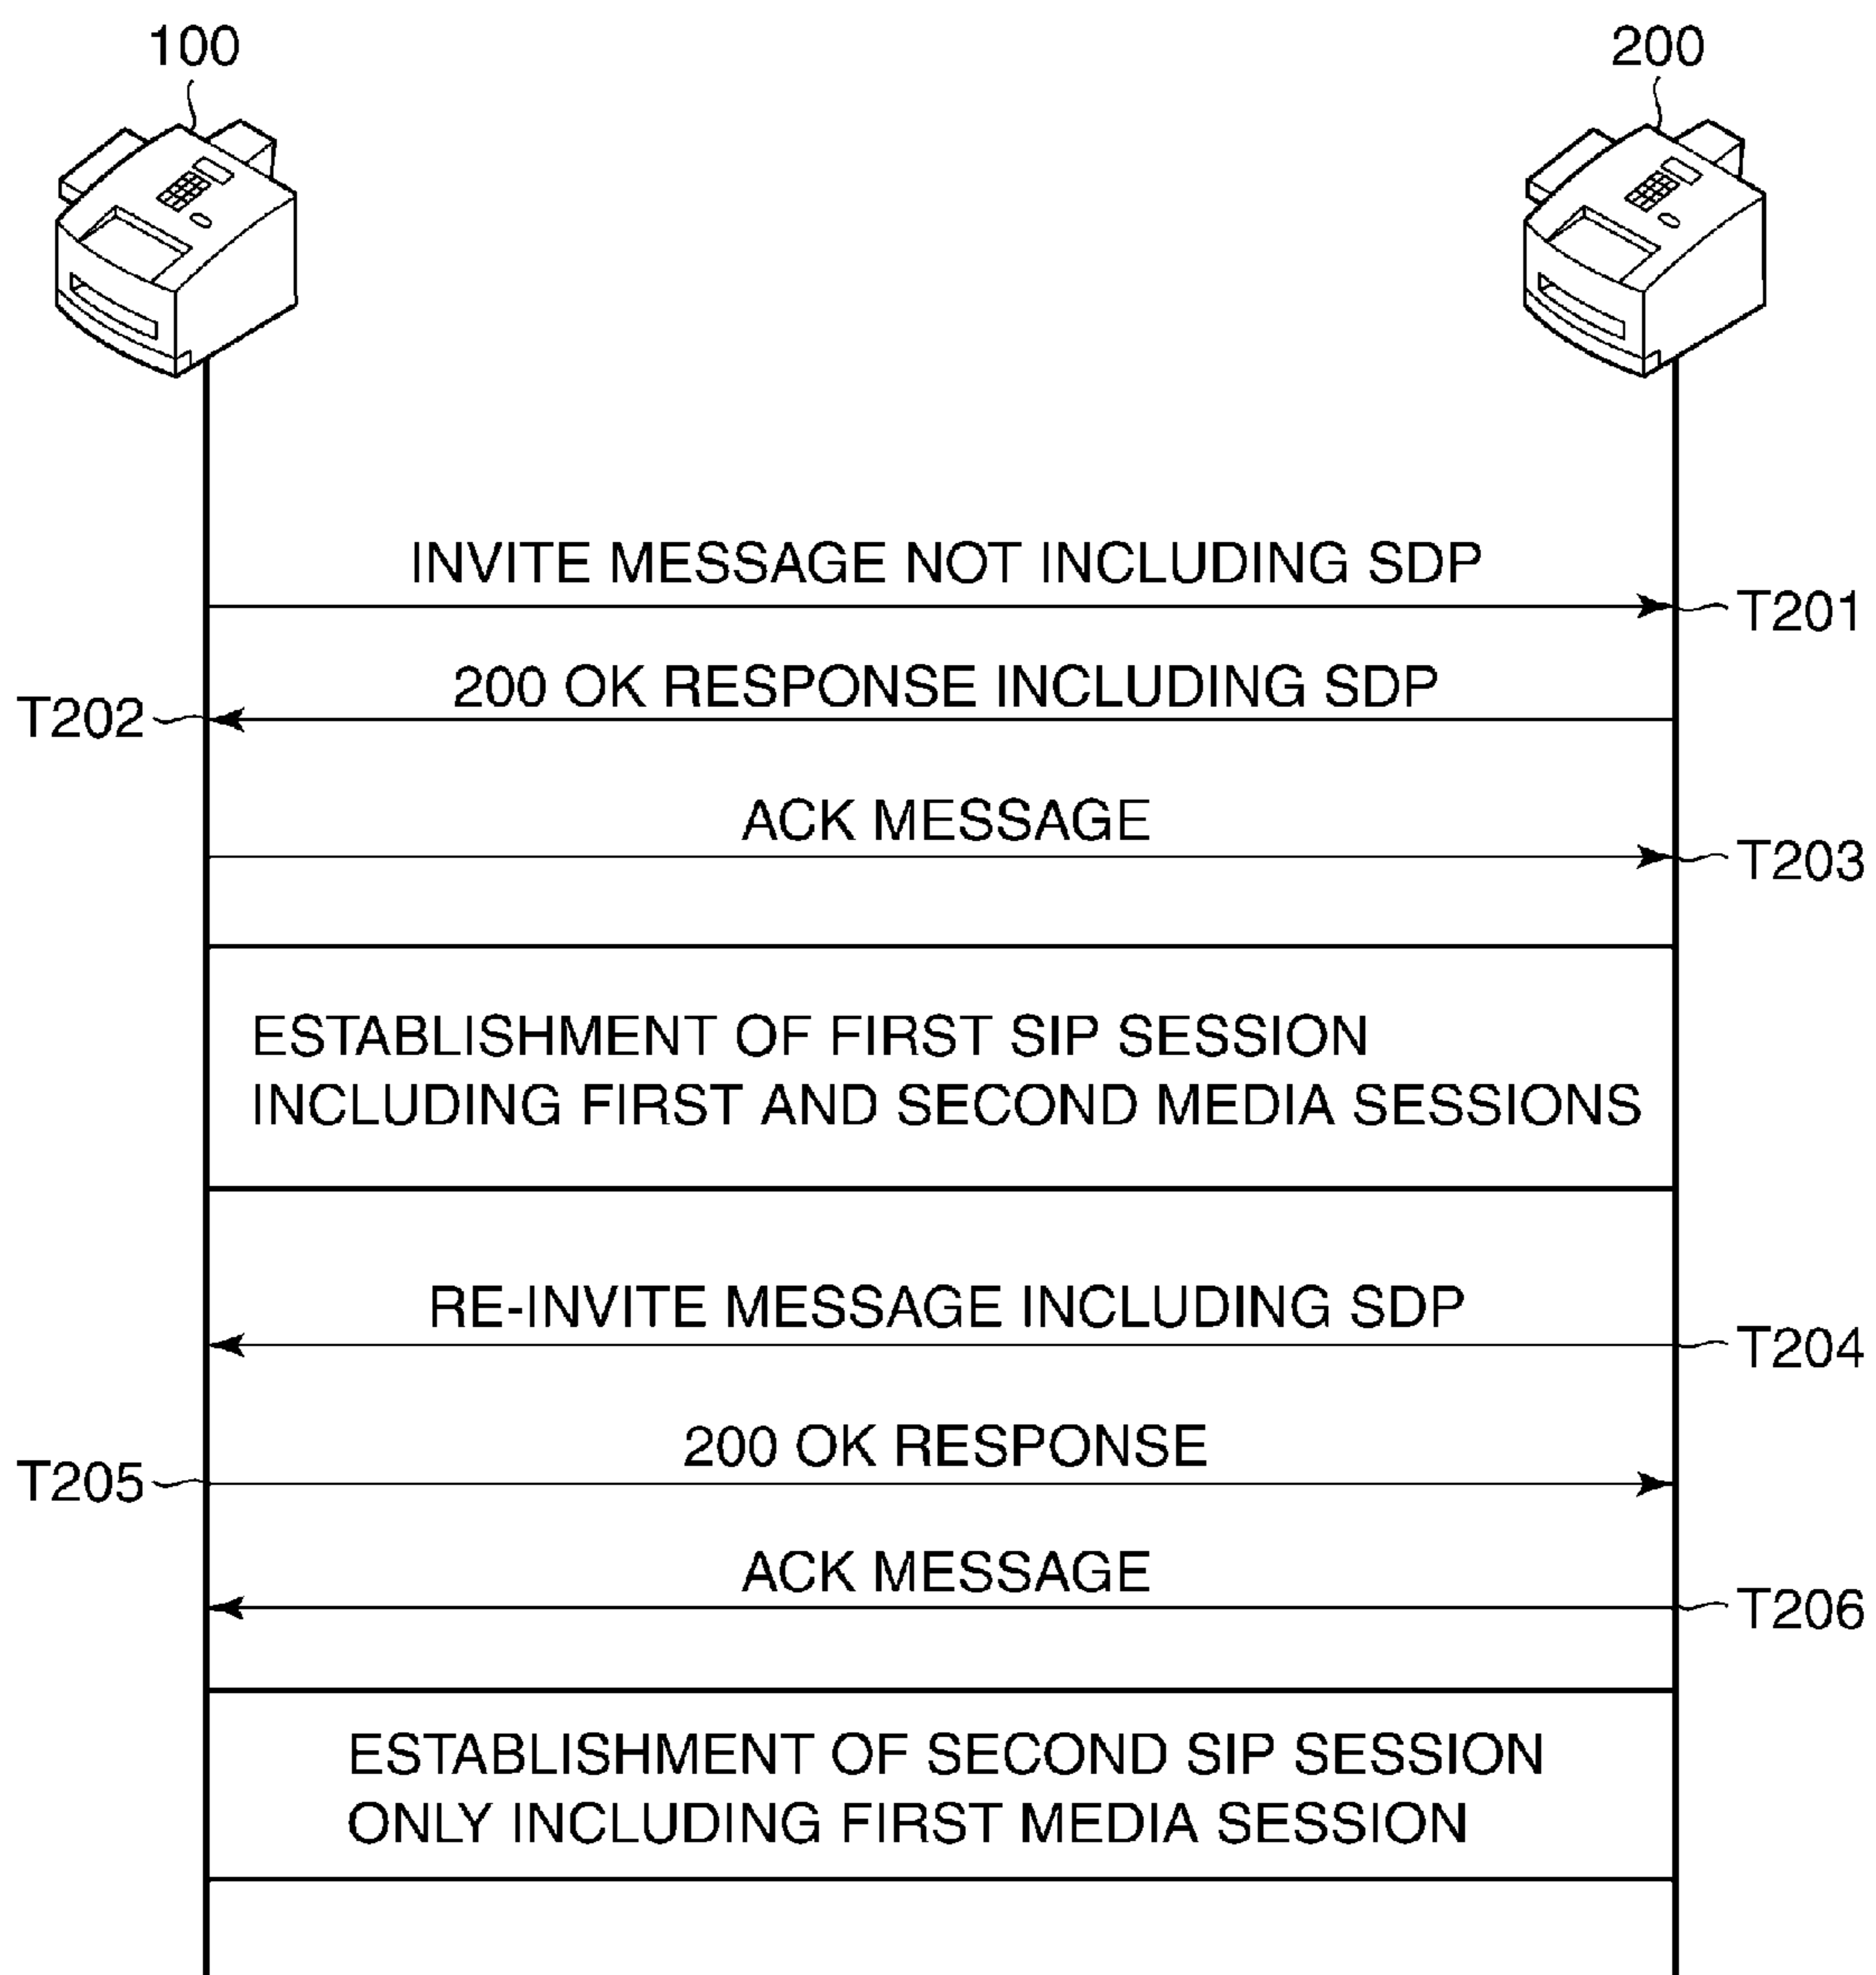 100
200
INVITE MESSAGE NOT INCLUDING SDP
T201
200 OK RESPONSE INCLUDING SDP
T202
ACK MESSAGE
T203
ESTABLISHMENT OF FIRST SIP SESSION
INCLUDING FIRST AND SECOND MEDIA SESSIONS
RE-INVITE MESSAGE INCLUDING SDP
T204
200 OK RESPONSE
T205
ACK MESSAGE
T206
ESTABLISHMENT OF SECOND SIP SESSION
ONLY INCLUDING FIRST MEDIA SESSION